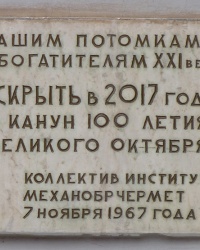 АШИМ ПОТОМКАМ
БОГАТИТЕЛЯМ XXI ВЕ
СКРЫТЬ В 2017 ГОД
КАНУН 100 ЛЕТИЯ
ЕЛИКОГО ОКТЯБРЯ
КОЛЛЕКТИВ ИНСТИТУ
МЕХАНОБРЧЕРМЕТ
7 НОЯБРЯ 1967 ГОДА